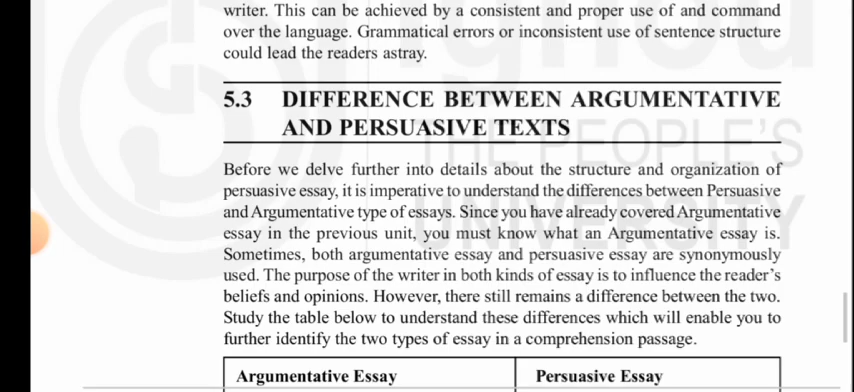 writer. This can be achieved by a consistent and proper use of and command
over the language. Grammatical errors or inconsistent use of sentence structure
could lead the readers astray.
5.3 DIFFERENCE BETWEEN ARGUMENTATIVE
AND PERSUASIVE TEXTS
Before we delve further into details about the structure and organization of
persuasive essay, it is imperative to understand the differences between Persuasive
and Argumentative type of essays. Since you have already covered Argumentative
essay in the previous unit, you must know what an Argumentative essay is.
Sometimes, both argumentative essay and persuasive essay are synonymously
used. The purpose of the writer in both kinds of essay is to influence the reader's
beliefs and opinions. However, there still remains a difference between the two.
Study the table below to understand these differences which will enable you to
further identify the two types of essay in a comprehension passage.
Argumentative Essay Persuasive Essay
THE PEOPLE'S
UNIVERSITY